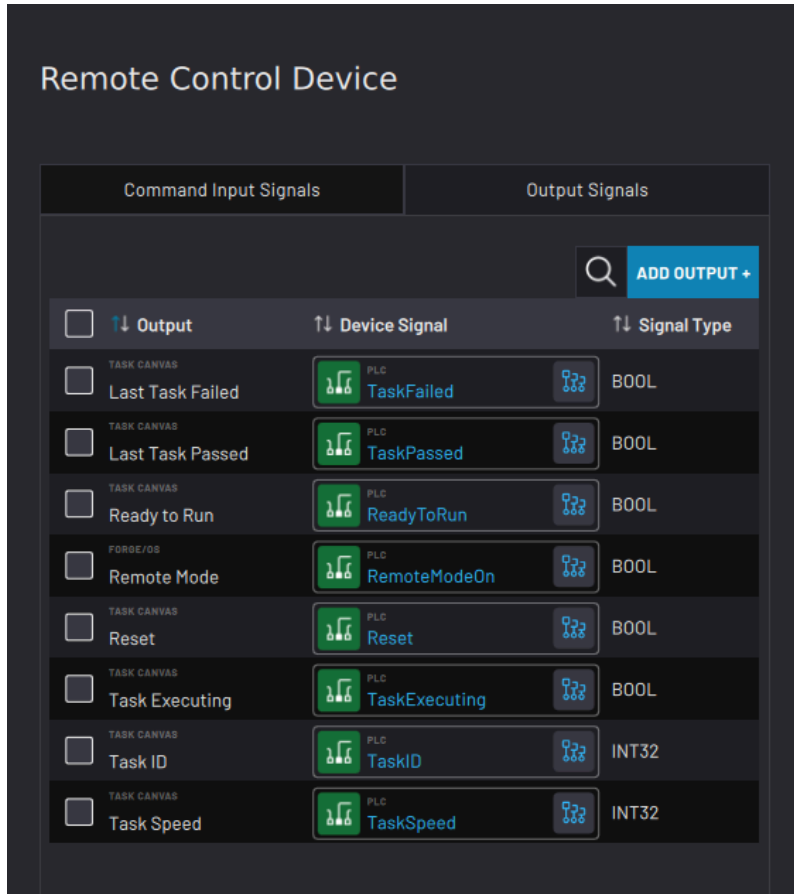 Remote Control Device
Command Input Signals
Output Signals
ADD OUTPUT +
Output
Device Signal
Signal Type
TASK CANVAS
Last Task Failed
PLC
TaskFailed
BOOL
TASK CANVAS
Last Task Passed
PLC
TaskPassed
BOOL
TASK CANVAS
Ready to Run
PLC
ReadyToRun
BOOL
FORGE/OS
Remote Mode
PLC
RemoteModeOn
BOOL
TASK CANVAS
Reset
PLC
Reset
BOOL
TASK CANVAS
Task Executing
PLC
TaskExecuting
BOOL
TASK CANVAS
Task ID
PLC
TaskID
INT32
TASK CANVAS
Task Speed
PLC
TaskSpeed
INT32